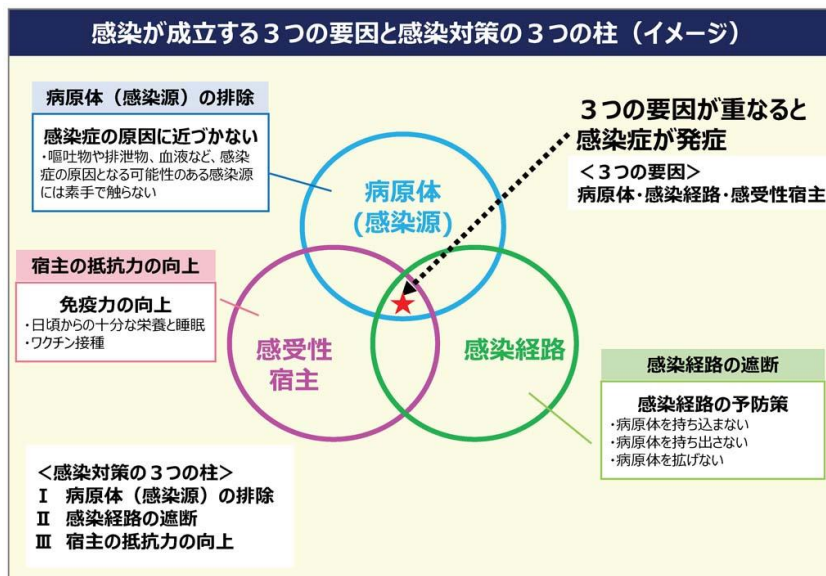 感染が成立する３つの要因と感染対策の３つの柱（イメージ）
病原体（感染源）の排除
感染症の原因に近づかない
・嘔吐物や排泄物、血液など、感染
症の原因となる可能性のある感染源
には素手で触らない
３つの要因が重なると
感染症が発症
＜３つの要因＞
病原体・感染経路・感受性宿主
病原体
(感染源)
宿主の抵抗力の向上
免疫力の向上
・日頃からの十分な栄養と睡眠
・ワクチン接種
感受性
宿主
感染経路
感染経路の遮断
感染経路の予防策
・病原体を持ち込まない
・病原体を持ち出さない
・病原体を拡げない
＜感染対策の３つの柱＞
Ⅰ 病原体（感染源）の排除
Ⅱ 感染経路の遮断
Ⅲ 宿主の抵抗力の向上